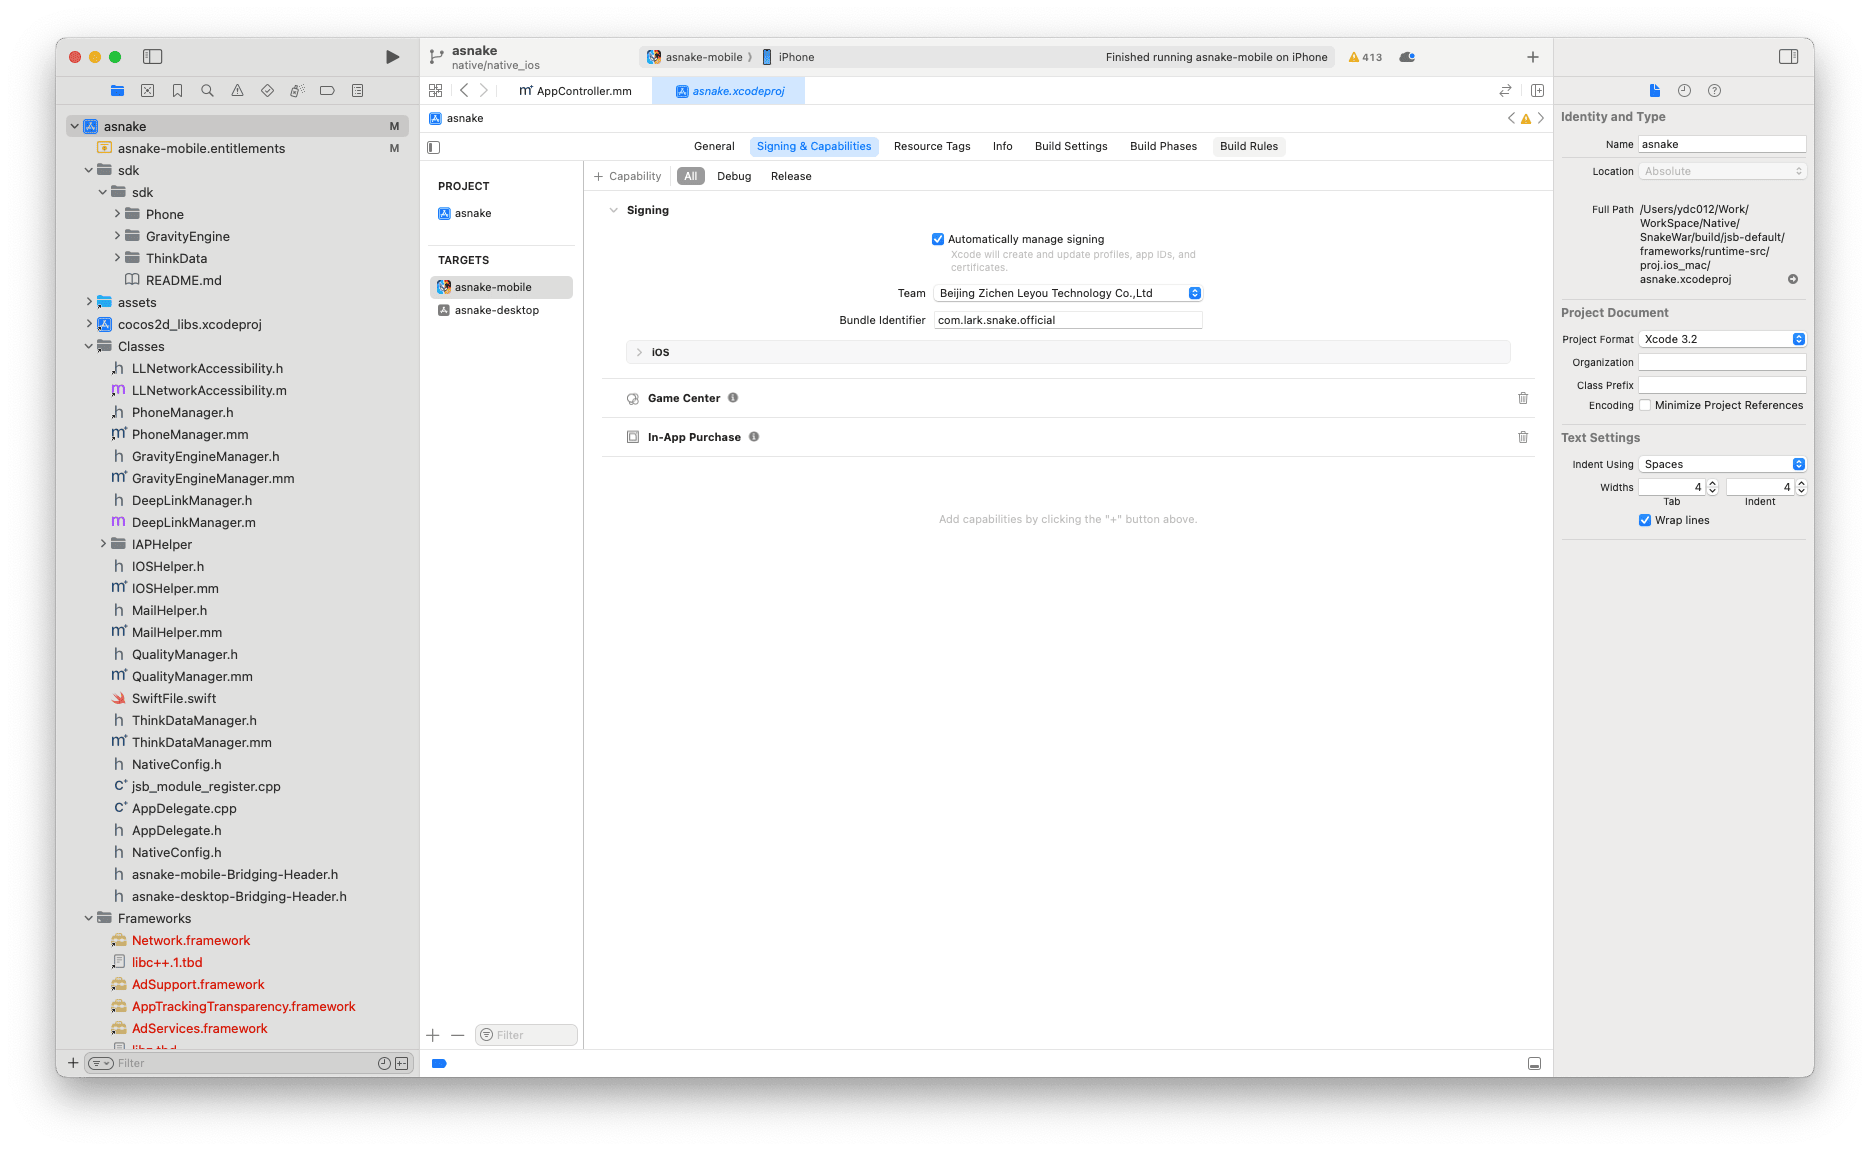 asnake
native/native_ios
asnake-mobile
iPhone
Finished running asnake-mobile on iPhone
413
asnake
M
asnake-mobile.entitlements
M
sdk
sdk
Phone
GravityEngine
ThinkData
README.md
assets
cocos2d_libs.xcodeproj
Classes
LLNetworkAccessibility.h
LLNetworkAccessibility.m
PhoneManager.h
PhoneManager.mm
GravityEngineManager.h
GravityEngineManager.mm
DeepLinkManager.h
DeepLinkManager.m
IAPHelper
IOSHelper.h
IOSHelper.mm
MailHelper.h
MailHelper.mm
QualityManager.h
QualityManager.mm
SwiftFile.swift
ThinkDataManager.h
ThinkDataManager.mm
NativeConfig.h
jsb_module_register.cpp
AppDelegate.cpp
AppDelegate.h
NativeConfig.h
asnake-mobile-Bridging-Header.h
asnake-desktop-Bridging-Header.h
Frameworks
Network.framework
libc++.1.tbd
AdSupport.framework
AppTrackingTransparency.framework
AdServices.framework
Filter
AppController.mm
asnake.xcodeproj
asnake
General
Signing & Capabilities
Resource Tags
Info
Build Settings
Build Phases
Build Rules
PROJECT
asnake
TARGETS
asnake-mobile
asnake-desktop
Filter
+ Capability
All
Debug
Release
Signing
Automatically manage signing
Xcode will create and update profiles, app IDs, and
certificates.
Team
Beijing Zichen Leyou Technology Co.,Ltd
Bundle Identifier
com.lark.snake.official
iOS
Game Center
In-App Purchase
Add capabilities by clicking the "+" button above.
Identity and Type
Name
asnake
Location
Absolute
Full Path
/Users/ydc012/Work/
WorkSpace/Native/
SnakeWar/build/jsb-default/
frameworks/runtime-src/
proj.ios_mac/
asnake.xcodeproj
Project Document
Project Format
Xcode 3.2
Organization
Class Prefix
Encoding
Minimize Project References
Text Settings
Indent Using
Spaces
Widths
4
4
Tab
Indent
Wrap lines